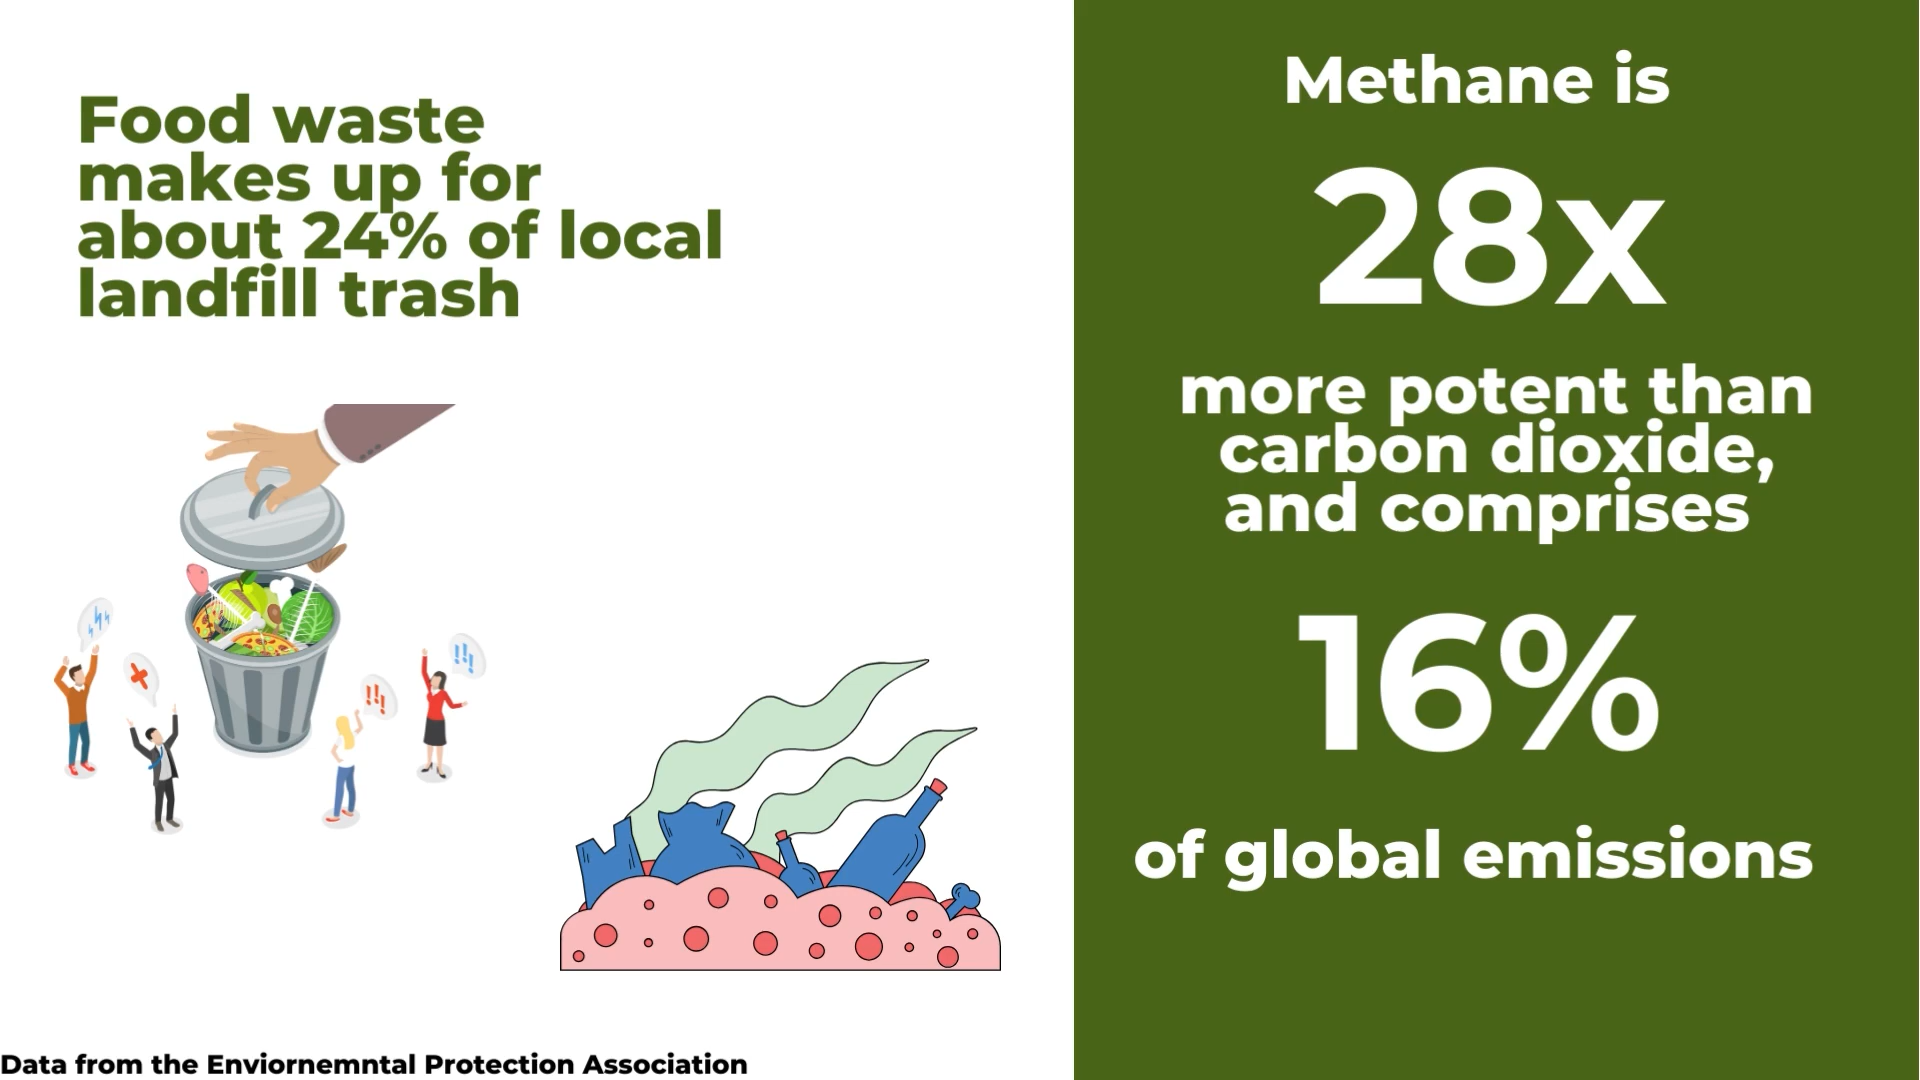 Food waste
makes up for
about 24% of local
landfill trash
Data from the Enviornemntal Protection Association
Methane is
28x
more potent than
carbon dioxide,
and comprises
16%
of global emissions